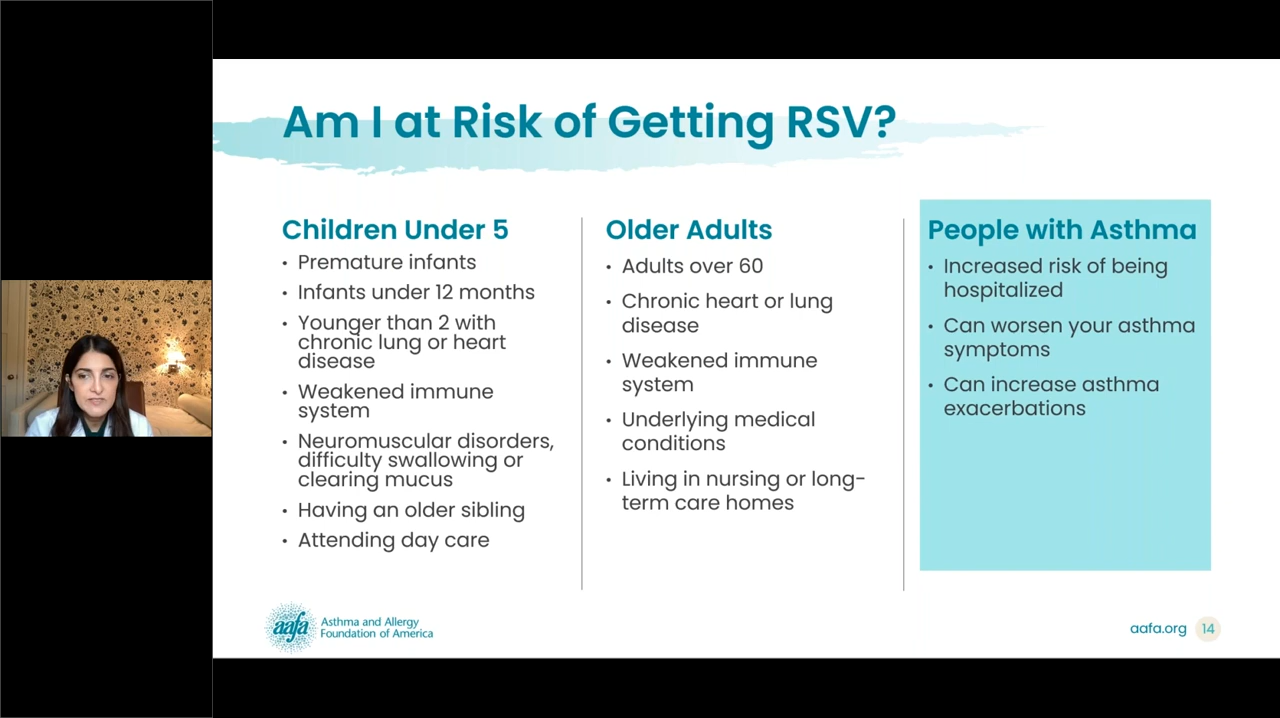 Am I at Risk of Getting RSV?
Children Under 5
• Premature infants
• Infants under 12 months
• Younger than 2 with
chronic lung or heart
disease
• Weakened immune
system
• Neuromuscular disorders,
difficulty swallowing or
clearing mucus
• Having an older sibling
• Attending day care
Older Adults
• Adults over 60
• Chronic heart or lung
disease
• Weakened immune
system
• Underlying medical
conditions
• Living in nursing or long-
term care homes
People with Asthma
• Increased risk of being
hospitalized
• Can worsen your asthma
symptoms
• Can increase asthma
exacerbations
aafa
Asthma and Allergy
Foundation of America
aafa.org 14